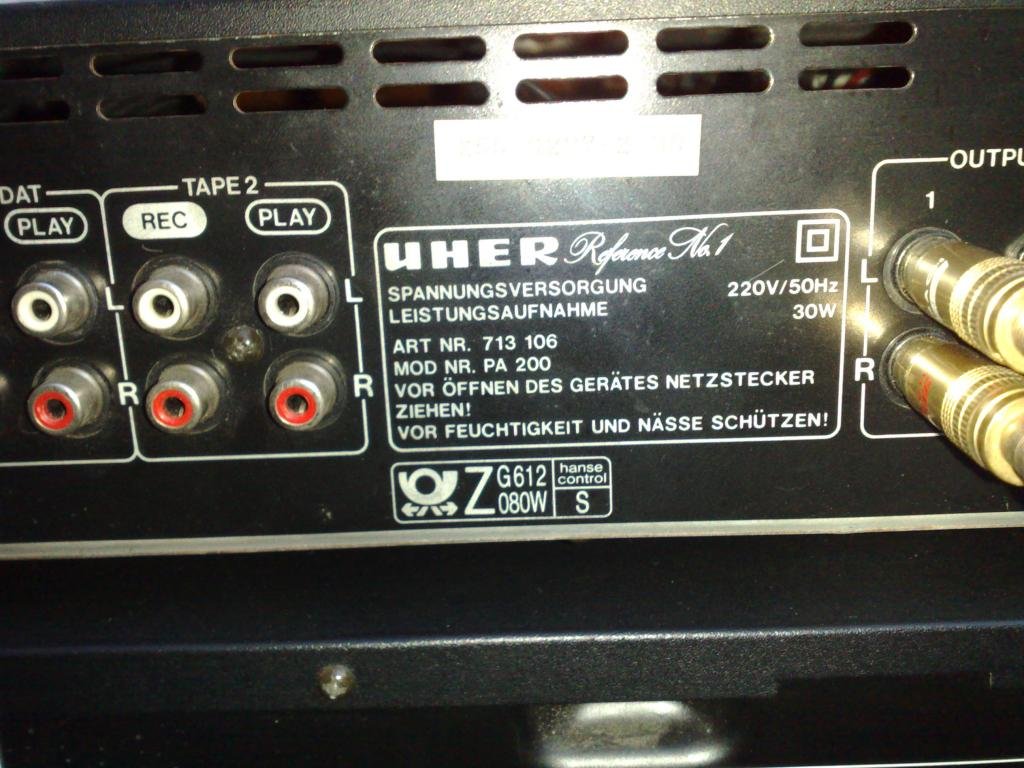 DAT
PLAY
TAPE 2
REC
PLAY
L
R
L
R
UHER Reference No. 1
SPANNUNGSVERSORGUNG 220V/50Hz
LEISTUNGSAUFNAHME 30W
ART NR. 713 106
MOD NR. PA 200
VOR ÖFFNEN DES GERÄTES NETZSTECKER
ZIEHEN!
VOR FEUCHTIGKEIT UND NÄSSE SCHÜTZEN!
Z G612
080W
hanse
control
S
OUTPU
1
L
R